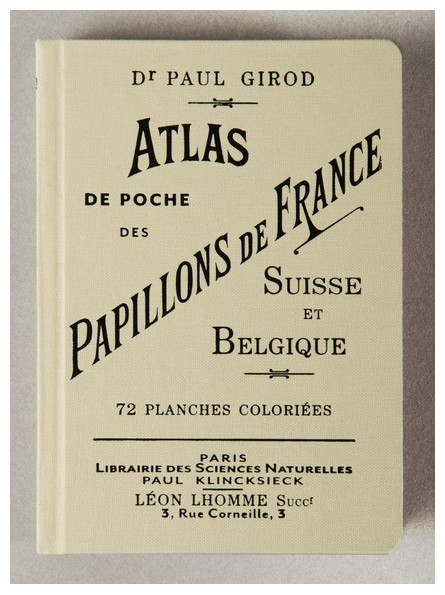 Dr PAUL GIROD
ATLAS
DE POCHE
DES
PAPILLONS DE FRANCE
SUISSE
ET
BELGIQUE
72 PLANCHES COLORIÉES
PARIS
LIBRAIRIE DES SCIENCES NATURELLES
PAUL KLINCKSIECK
LÉON LHOMME SUCCr
3, RUE CORNEILLE, 3